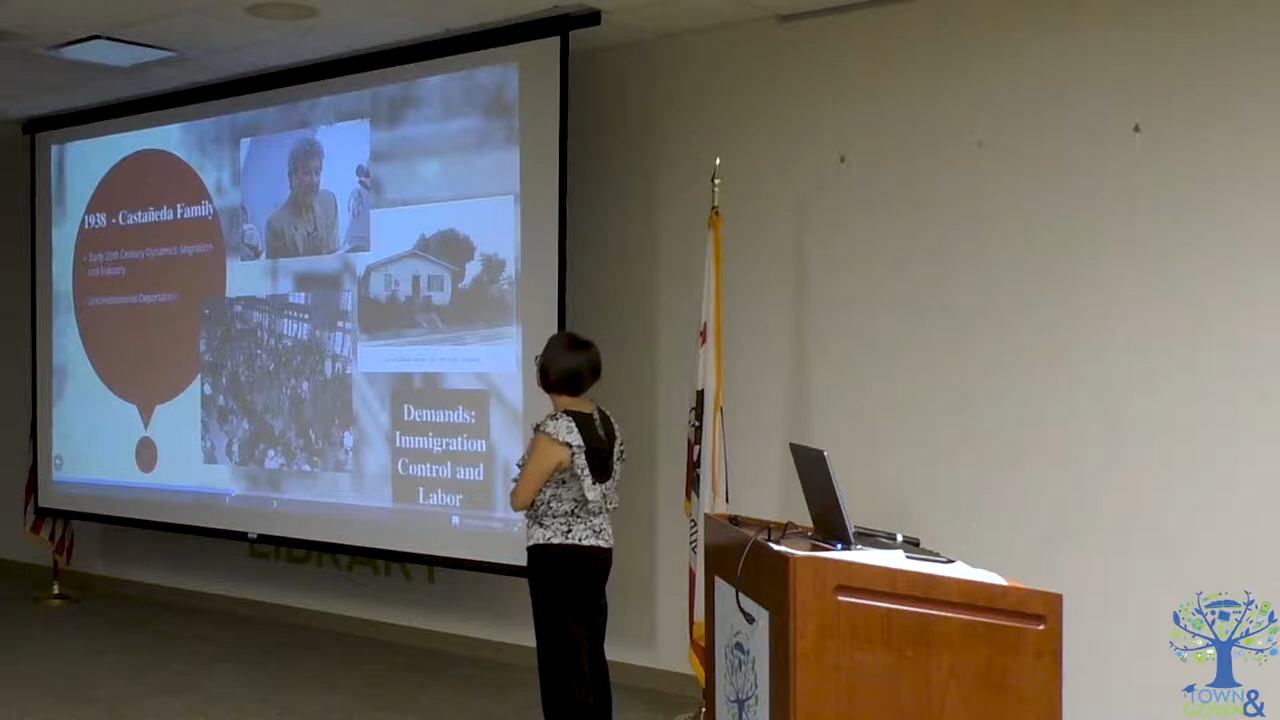 1938 - Castañeda Family
Early 20th Century Dynamics: Migration
and Industry
Unconstitutional Deportation
Demands:
Immigration
Control and
Labor
LIBRARY
TOWN &
GOWN